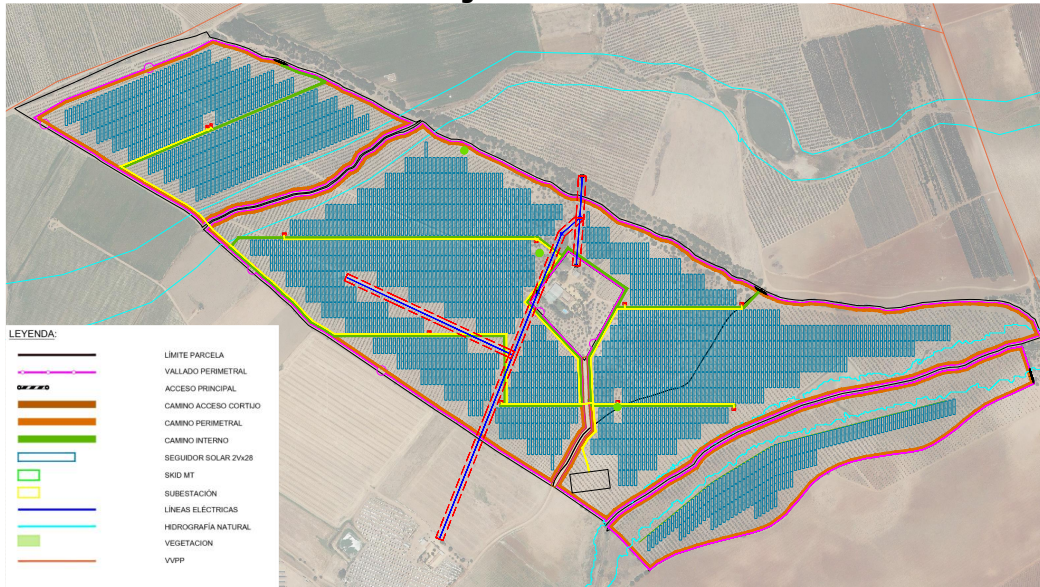 LEYENDA:
LÍMITE PARCELA
VALLADO PERIMETRAL
ACCESO PRINCIPAL
CAMINO ACCESO CORTIJO
CAMINO PERIMETRAL
CAMINO INTERNO
SEGUIDOR SOLAR 2Vx28
SKID MT
SUBESTACIÓN
LÍNEAS ELÉCTRICAS
HIDROGRAFÍA NATURAL
VEGETACION
VVPP